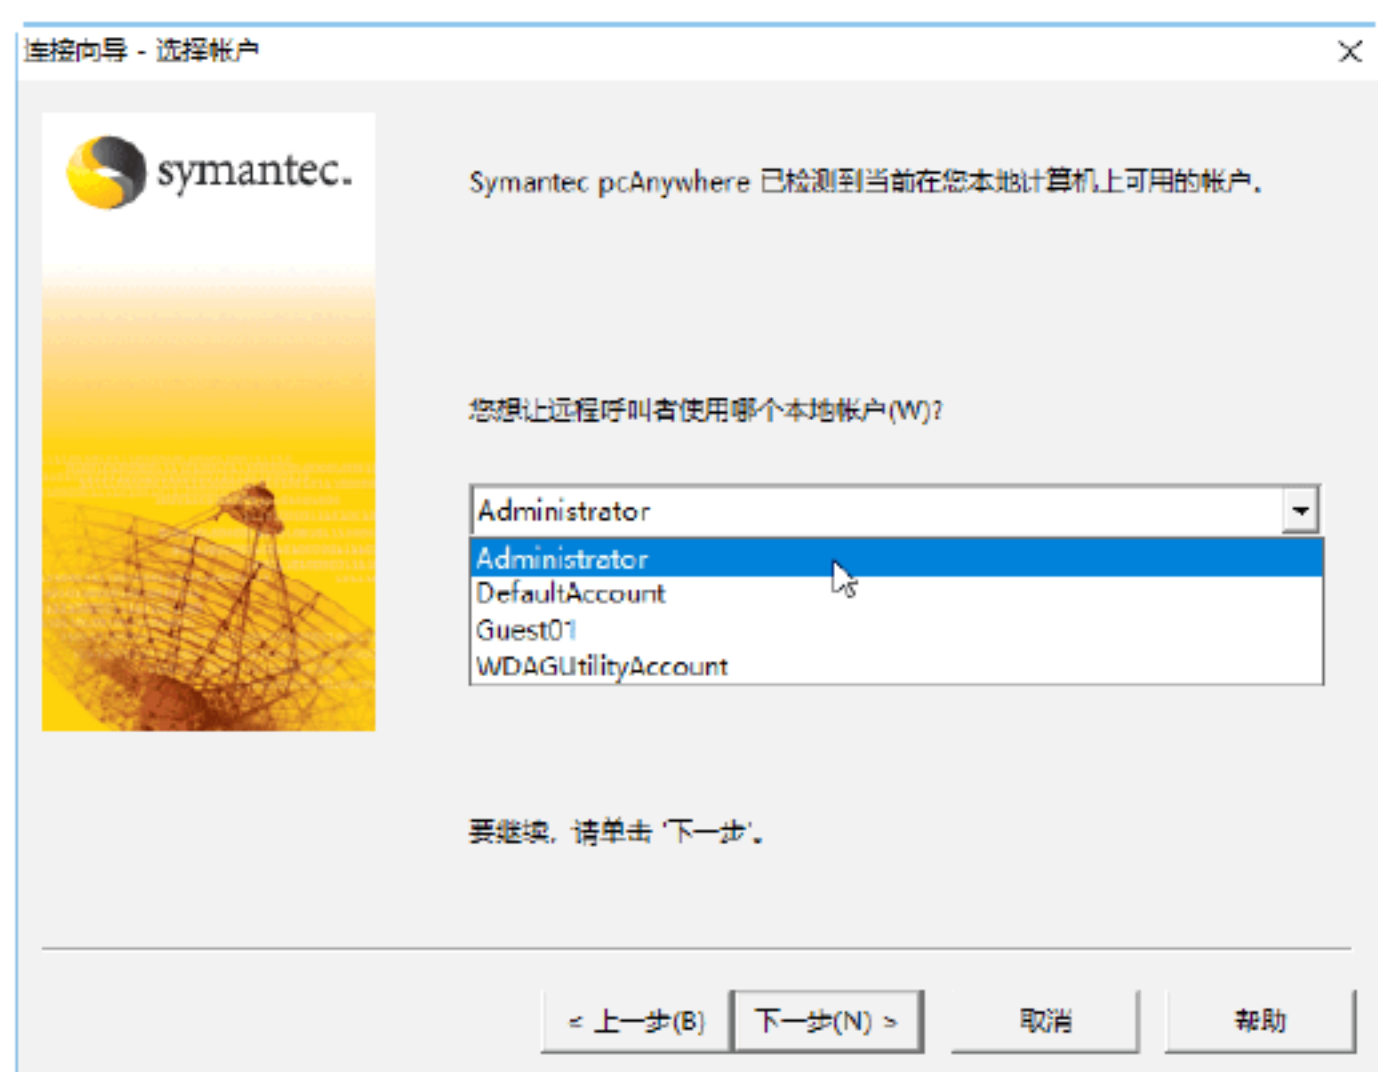 连接向导 - 选择帐户
symantec.
Symantec pcAnywhere 已检测到当前在您本地计算机上可用的帐户。
您想让远程呼叫者使用哪个本地帐户(W)?
Administrator
Administrator
DefaultAccount
Guest01
WDAGUtilityAccount
要继续, 请单击 '下一步'。
< 上一步(B) 下一步(N) > 取消 帮助